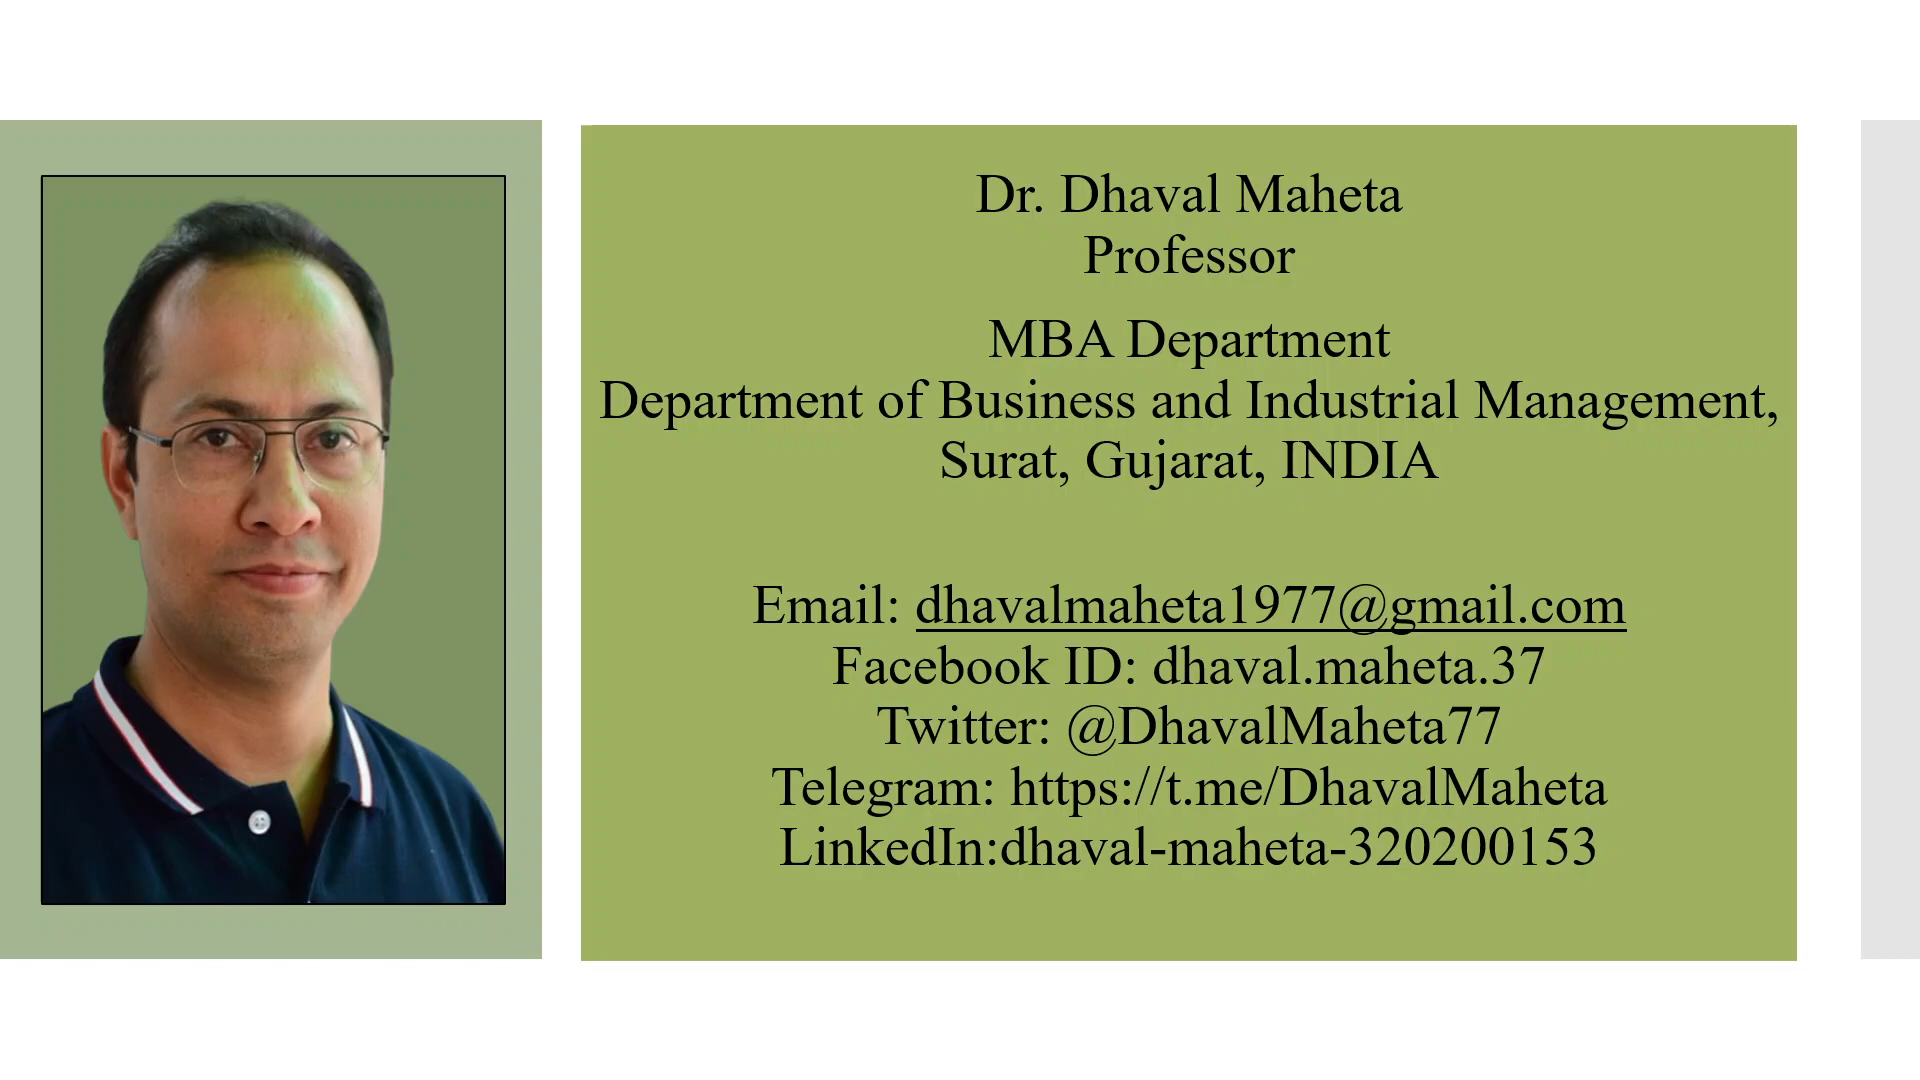 Dr. Dhaval Maheta
Professor
MBA Department
Department of Business and Industrial Management,
Surat, Gujarat, INDIA
Email: dhavalmaheta1977@gmail.com
Facebook ID: dhaval.maheta.37
Twitter: @DhavalMaheta77
Telegram: https://t.me/DhavalMaheta
LinkedIn:dhaval-maheta-320200153